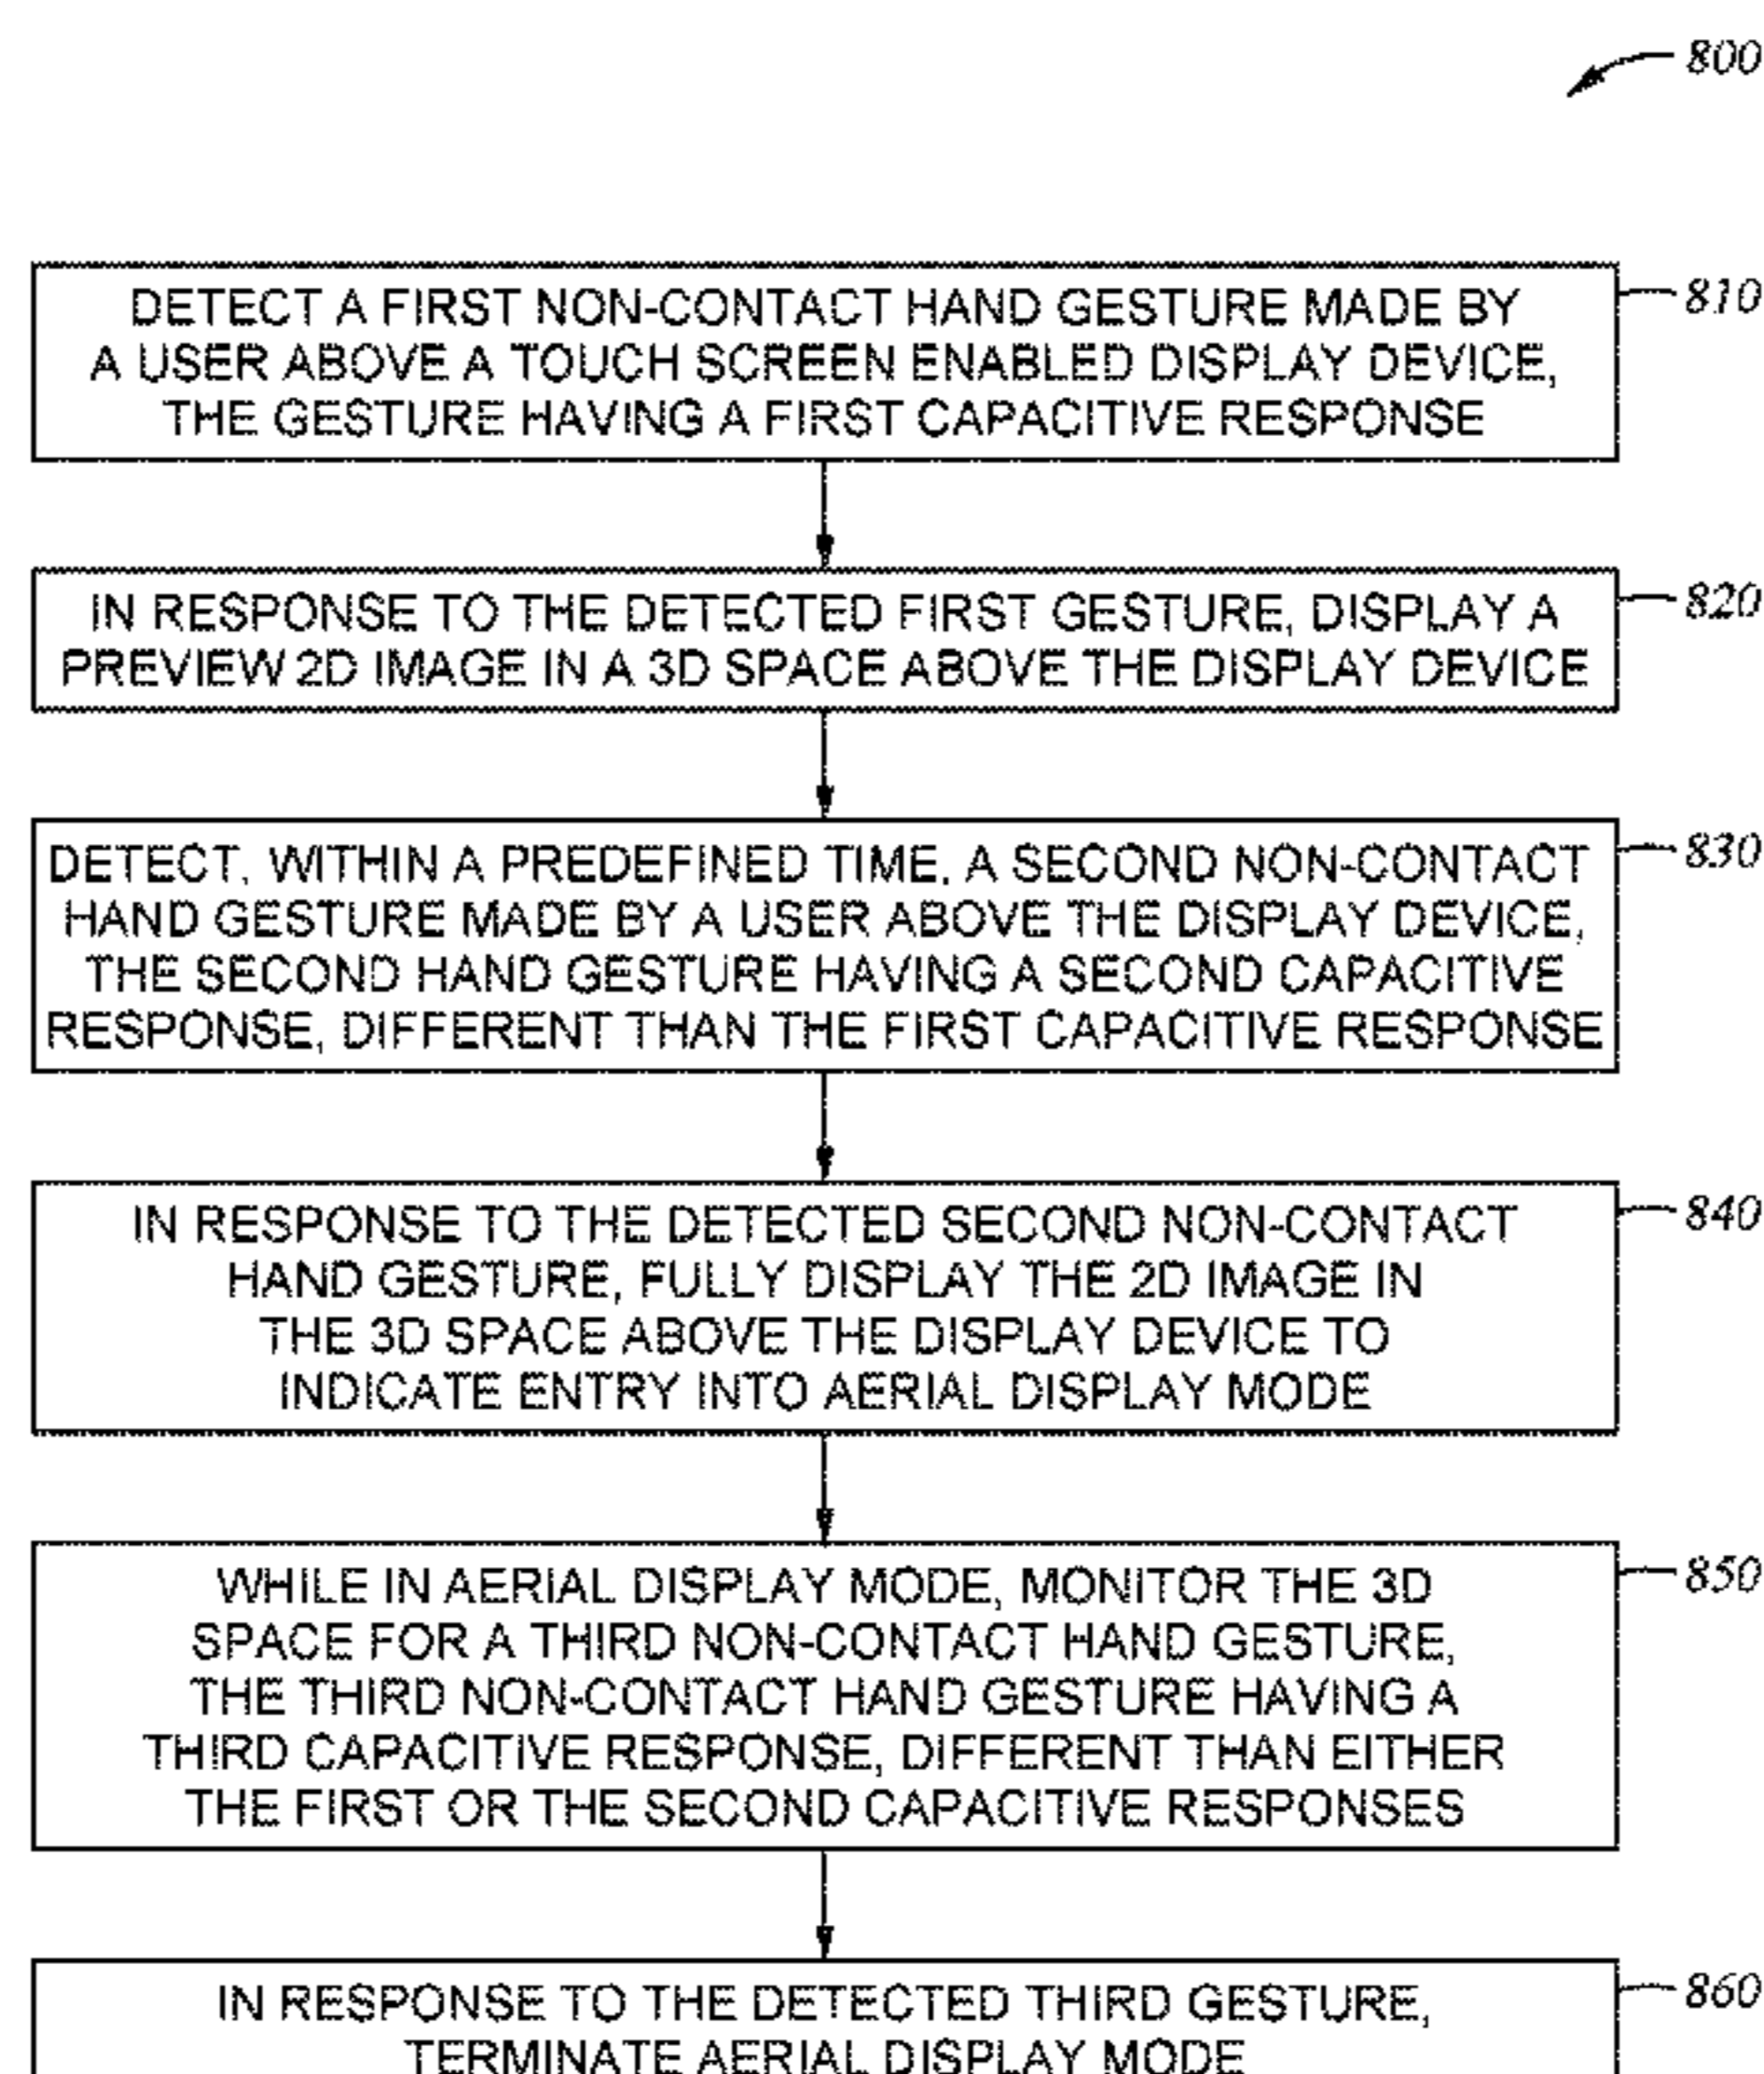 800
DETECT A FIRST NON-CONTACT HAND GESTURE MADE BY
A USER ABOVE A TOUCH SCREEN ENABLED DISPLAY DEVICE,
THE GESTURE HAVING A FIRST CAPACITIVE RESPONSE
810
IN RESPONSE TO THE DETECTED FIRST GESTURE, DISPLAY A
PREVIEW 2D IMAGE IN A 3D SPACE ABOVE THE DISPLAY DEVICE
820
DETECT, WITHIN A PREDEFINED TIME, A SECOND NON-CONTACT
HAND GESTURE MADE BY A USER ABOVE THE DISPLAY DEVICE,
THE SECOND HAND GESTURE HAVING A SECOND CAPACITIVE
RESPONSE, DIFFERENT THAN THE FIRST CAPACITIVE RESPONSE
830
IN RESPONSE TO THE DETECTED SECOND NON-CONTACT
HAND GESTURE, FULLY DISPLAY THE 2D IMAGE IN
THE 3D SPACE ABOVE THE DISPLAY DEVICE TO
INDICATE ENTRY INTO AERIAL DISPLAY MODE
840
WHILE IN AERIAL DISPLAY MODE, MONITOR THE 3D
SPACE FOR A THIRD NON-CONTACT HAND GESTURE,
THE THIRD NON-CONTACT HAND GESTURE HAVING A
THIRD CAPACITIVE RESPONSE, DIFFERENT THAN EITHER
THE FIRST OR THE SECOND CAPACITIVE RESPONSES
850
IN RESPONSE TO THE DETECTED THIRD GESTURE,
TERMINATE AERIAL DISPLAY MODE
860